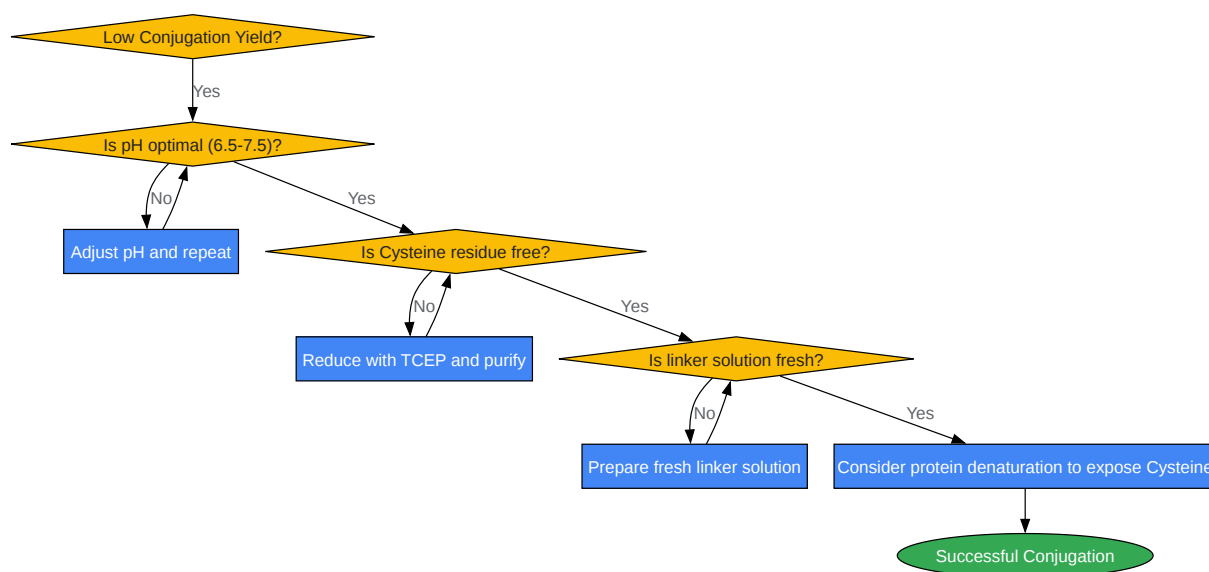 Low Conjugation Yield?
Yes
Is pH optimal (6.5-7.5)?
No
Yes
Adjust pH and repeat
Is Cysteine residue free?
No
Yes
Reduce with TCEP and purify
Is linker solution fresh?
No
Yes
Prepare fresh linker solution
Consider protein denaturation to expose Cysteine
Successful Conjugation